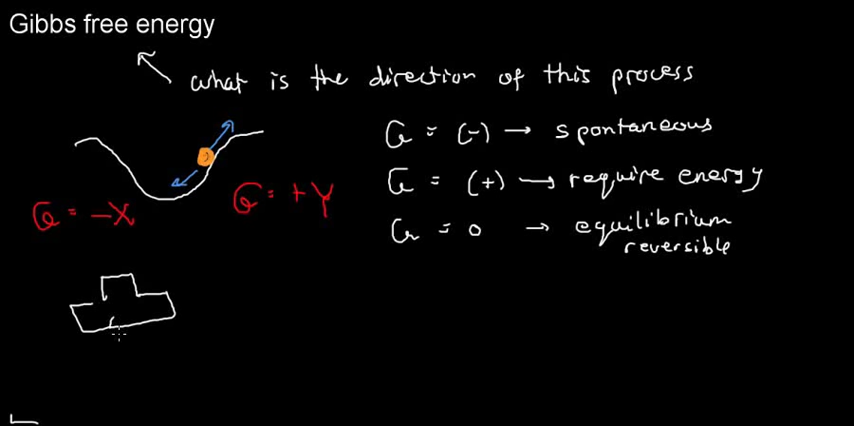 Gibbs free energy
what is the direction of this process
G = (-) → spontaneous
G = (+) → require energy
G = 0 → equilibrium
reversible
G = -X
G = +Y